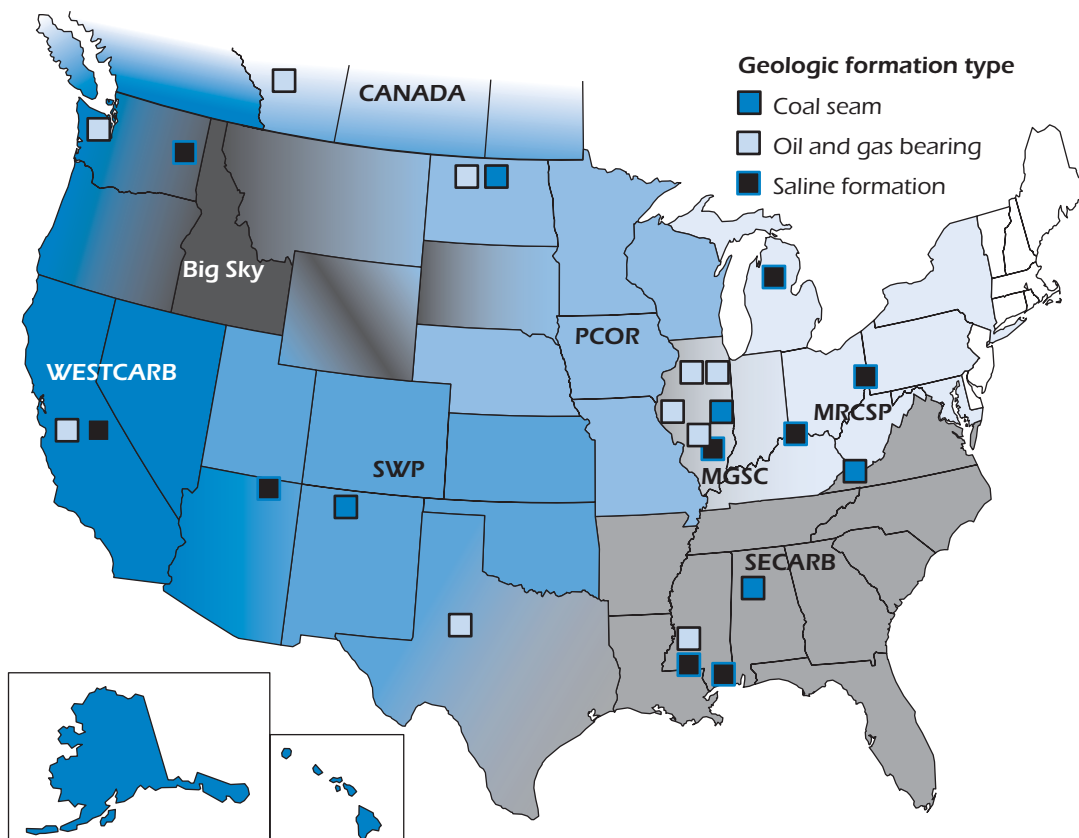 Geologic formation type
Coal seam
Oil and gas bearing
Saline formation
CANADA
Big Sky
PCOR
WESTCARB
MRCSP
SWP
MGSC
SECARB